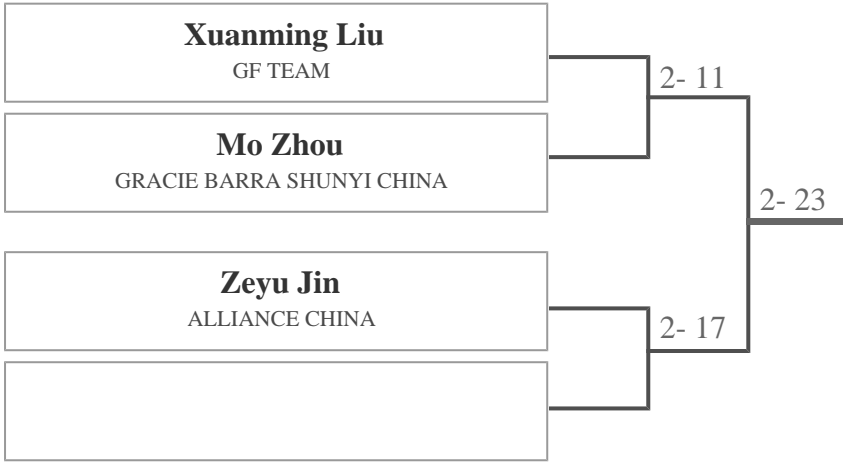 Xuanming Liu
GF TEAM
2- 11
Mo Zhou
GRACIE BARRA SHUNYI CHINA
2- 23
Zeyu Jin
ALLIANCE CHINA
2- 17